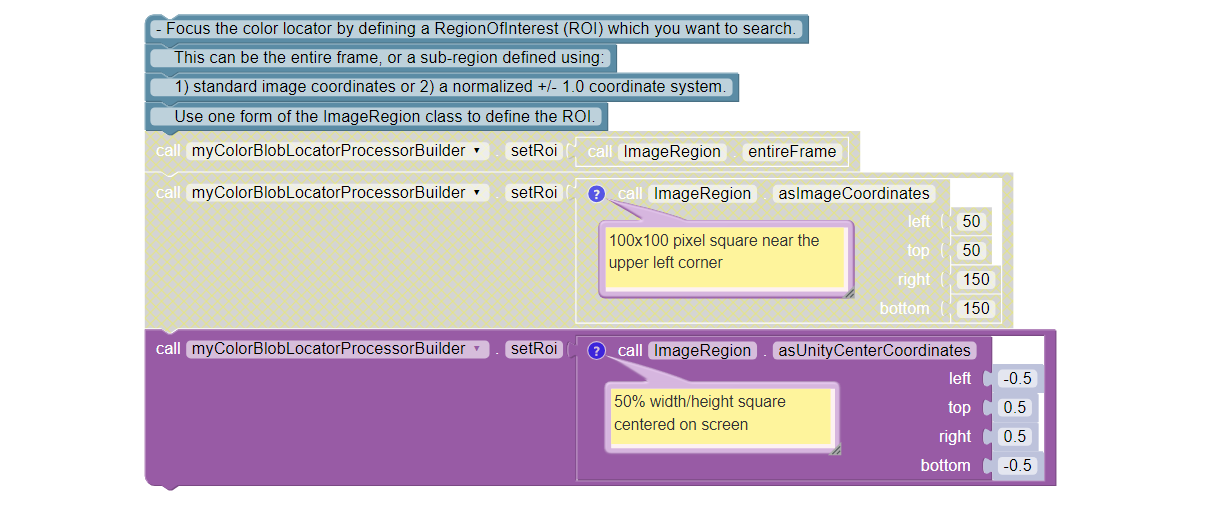 - Focus the color locator by defining a RegionOfInterest (ROI) which you want to search.
This can be the entire frame, or a sub-region defined using:
1) standard image coordinates or 2) a normalized +/- 1.0 coordinate system.
Use one form of the ImageRegion class to define the ROI.
call myColorBlobLocatorProcessorBuilder . setRoi call ImageRegion . entireFrame
call myColorBlobLocatorProcessorBuilder . setRoi ? call ImageRegion . asImageCoordinates
left 50
100x100 pixel square near the
upper left corner
top 50
right 150
bottom 150
call myColorBlobLocatorProcessorBuilder . setRoi ? call ImageRegion . asUnityCenterCoordinates
left -0.5
50% width/height square
centered on screen
top 0.5
right 0.5
bottom -0.5